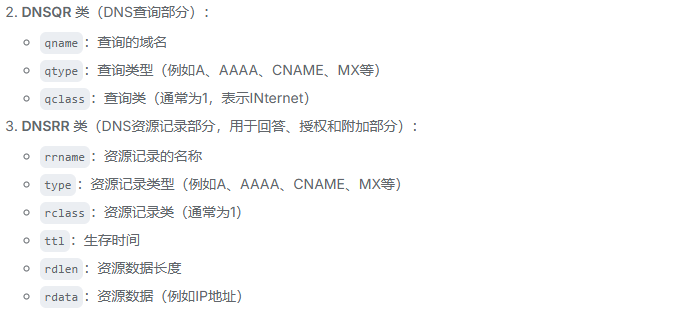 2. DNSQR 类（DNS查询部分）：
qname：查询的域名
qtype：查询类型（例如A、AAAA、CNAME、MX等）
qclass：查询类（通常为1，表示INternet）
3. DNSRR 类（DNS资源记录部分，用于回答、授权和附加部分）：
rrname：资源记录的名称
type：资源记录类型（例如A、AAAA、CNAME、MX等）
rclass：资源记录类（通常为1）
ttl：生存时间
rdlen：资源数据长度
rdata：资源数据（例如IP地址）